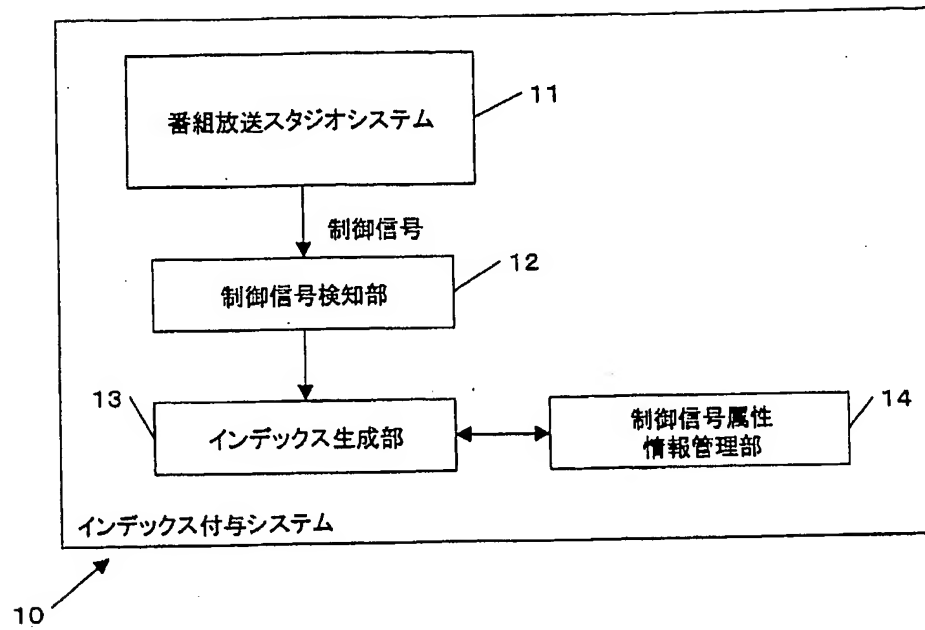 番組放送スタジオシステム
11
制御信号
制御信号検知部
12
13
インデックス生成部
制御信号属性
情報管理部
14
インデックス付与システム
10